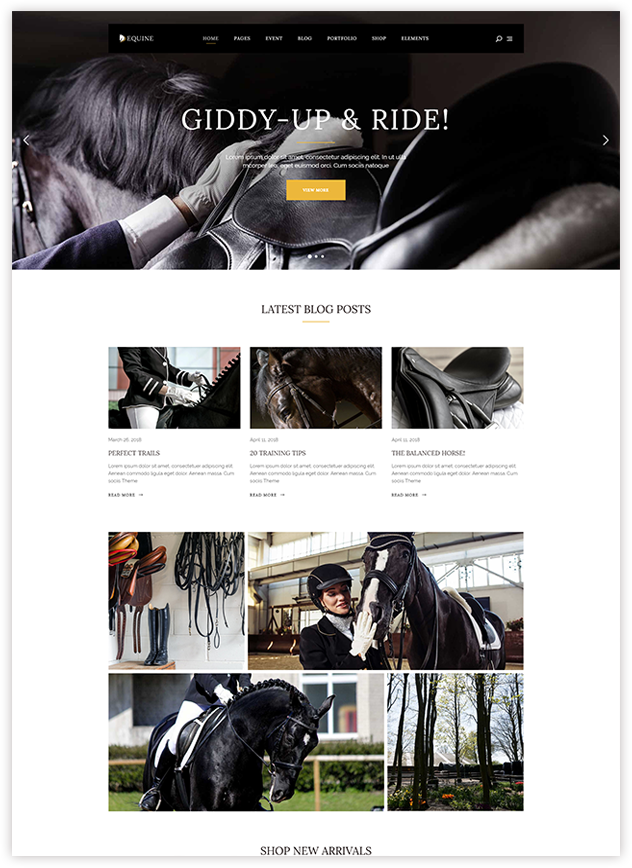 EQUINE
HOME PAGES EVENT BLOG PORTFOLIO SHOP ELEMENTS
GIDDY-UP & RIDE!
Lorem ipsum dolor sit amet, consectetur adipiscing elit. In ut ulla
mcorper leo, eget euismod orci. Cum sociis natoque
VIEW MORE
LATEST BLOG POSTS
March 26, 2018
PERFECT TRAILS
Lorem ipsum dolor sit amet, consectetuer adipiscing elit.
Aenean commodo ligula eget dolor. Aenean massa. Cum
sociis Theme
READ MORE →
April 11, 2018
20 TRAINING TIPS
Lorem ipsum dolor sit amet, consectetuer adipiscing elit.
Aenean commodo ligula eget dolor. Aenean massa. Cum
sociis Theme
READ MORE →
April 11, 2018
THE BALANCED HORSE!
Lorem ipsum dolor sit amet, consectetuer adipiscing elit.
Aenean commodo ligula eget dolor. Aenean massa. Cum
sociis Theme
READ MORE →
SHOP NEW ARRIVALS